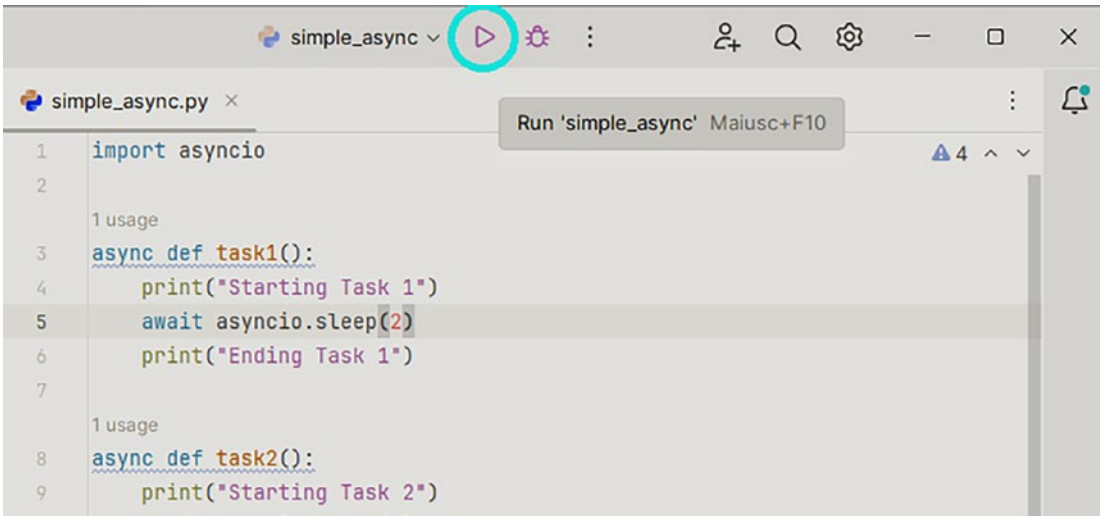 simple_async
simple_async.py
Run 'simple_async' Maiusc+F10
1 import asyncio
4
2
1 usage
3 async def task1():
4 print("Starting Task 1")
5 await asyncio.sleep(2)
6 print("Ending Task 1")
7
1 usage
8 async def task2():
9 print("Starting Task 2")